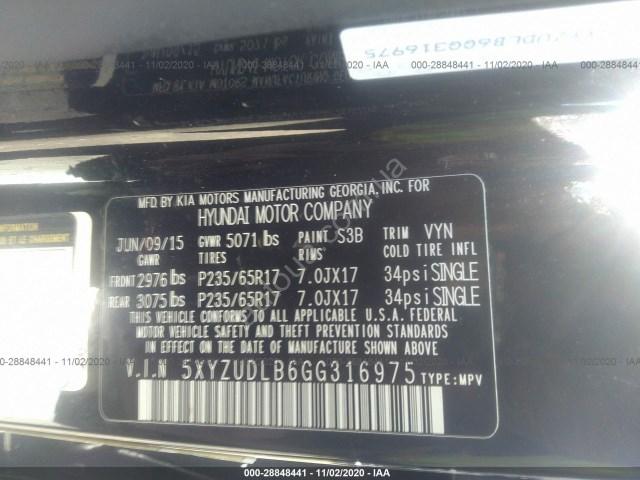 000-28848441 - 11/02/2020 - IAA
UDLB6GG316975
INFORMATION
MFD. BY KIA MOTORS MANUFACTURING GEORGIA, INC. FOR
HYUNDAI MOTOR COMPANY
JUN/09/15 GVWR 5071 lbs PAINT S3B TRIM VYN
GAWR TIRES RIMS COLD TIRE INFL
FRONT 2976 lbs P235/65R17 7.0JX17 34psi SINGLE
REAR 3075 lbs P235/65R17 7.0JX17 34psi SINGLE
THIS VEHICLE CONFORMS TO ALL APPLICABLE U.S.A. FEDERAL
MOTOR VEHICLE SAFETY AND THEFT PREVENTION STANDARDS
IN EFFECT ON THE DATE OF MANUFACTURE SHOWN ABOVE
V.I.N 5XYZUDLB6GG316975 TYPE:MPV
000-28848441 - 11/02/2020 - IAA